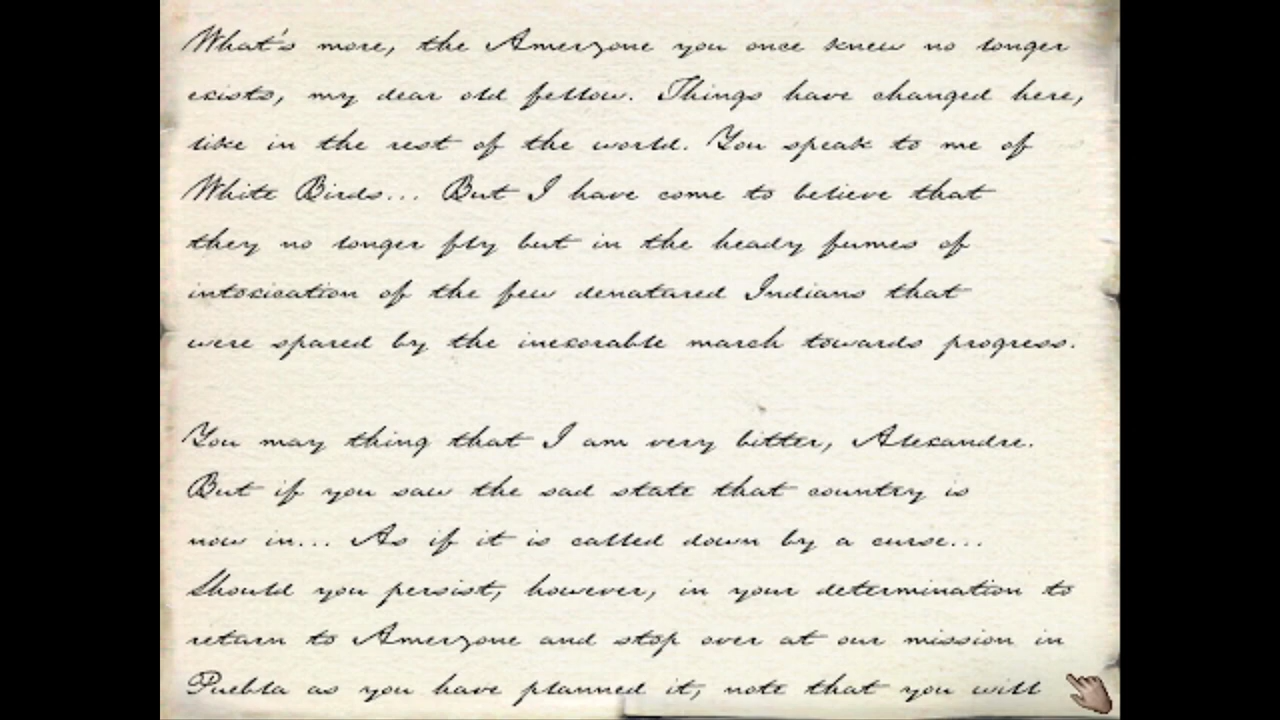 What's more, the Amerzone you once knew no longer
exists, my dear old fellow. Things have changed here,
like in the rest of the world. You speak to me of
White Birds... But I have come to believe that
they no longer fly but in the heady fumes of
intoxication of the few denatured Indians that
were spared by the inexorable march towards progress.
You may thing that I am very bitter, Alexandre.
But if you saw the sad state that country is
now in... As if it is called down by a curse...
Should you persist, however, in your determination to
return to Amerzone and stop over at our mission in
Puebla as you have planned it, note that you will